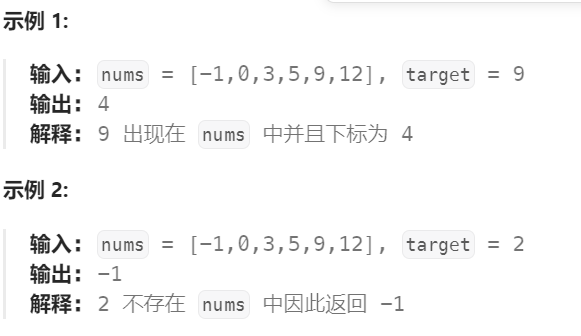 示例 1:
输入：nums = [-1,0,3,5,9,12], target = 9
输出：4
解释：9 出现在 nums 中并且下标为 4
示例 2:
输入：nums = [-1,0,3,5,9,12], target = 2
输出：-1
解释：2 不存在 nums 中因此返回 -1